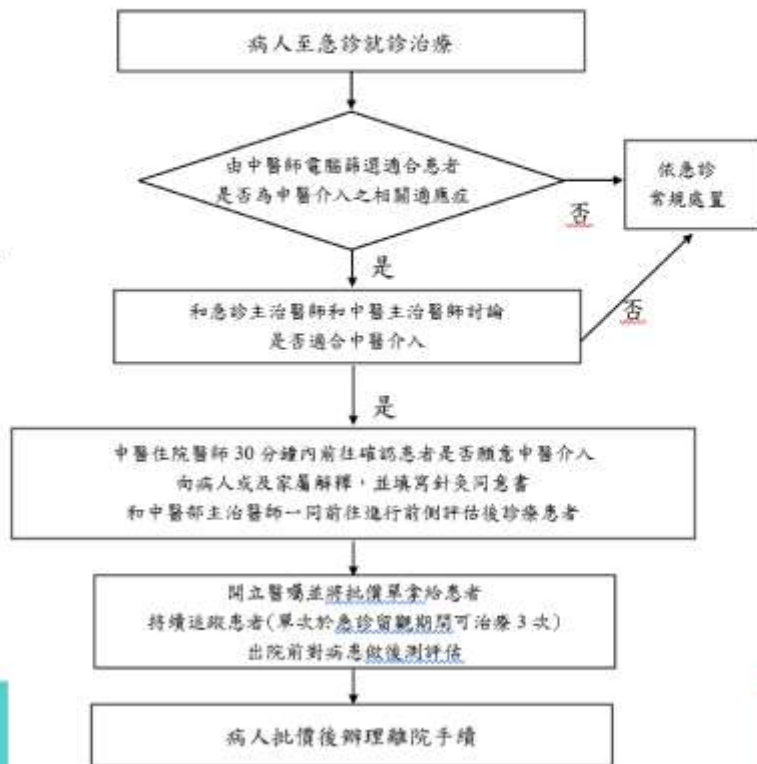 病人至急診就診治療
由中醫師電腦篩選適合患者
是否為中醫介入之相關適應症
依急診
常規處置
否
是
和急診主治醫師和中醫主治醫師討論
是否適合中醫介入
否
是
中醫住院醫師30分鐘內前往確認患者是否願意中醫介入
向病人或及家屬解釋，並填寫針灸同意書
和中醫部主治醫師一同前往進行前側評估後診療患者
開立醫囑並將批價單拿給患者
持續追蹤患者(單次於急診留觀期間可治療3次)
出院前對病患做後測評估
病人批價後辦理離院手續